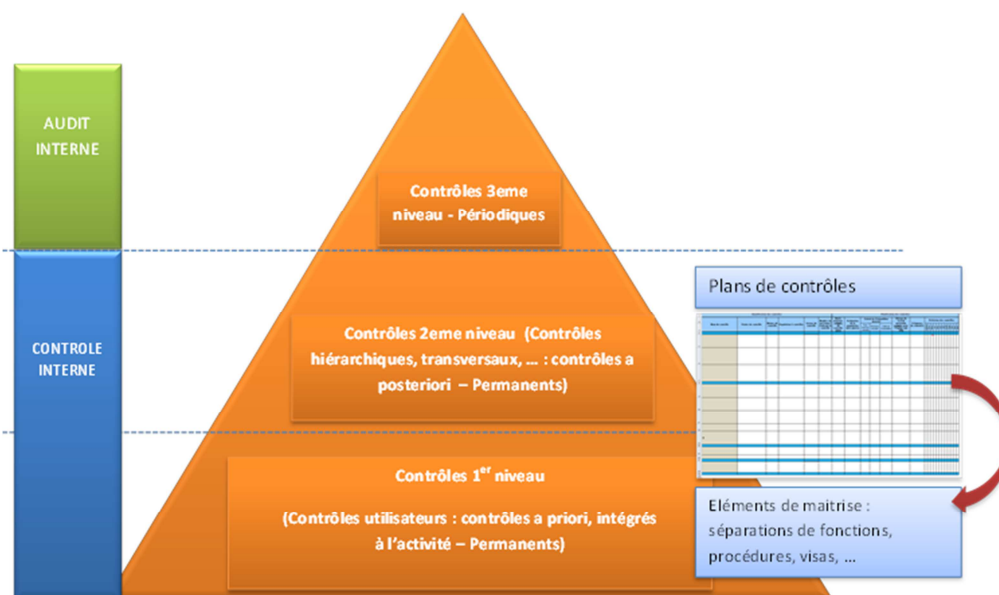 AUDIT
INTERNE
Contrôles 3eme
niveau - Périodiques
Plans de contrôles
CONTROLE
INTERNE
Contrôles 2eme niveau (Contrôles
hiérarchiques, transversaux, ... : contrôles a
posteriori – Permanents)
Contrôles 1er niveau
(Contrôles utilisateurs : contrôles a priori, intégrés
à l'activité – Permanents)
Eléments de maitrise :
séparations de fonctions,
procédures, visas, ...